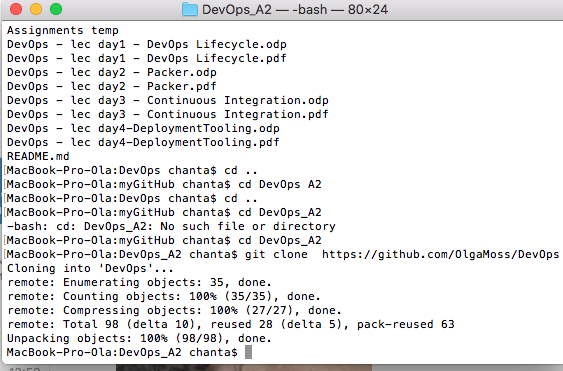 DevOps_A2 — -bash — 80×24
Assignments temp
DevOps - lec day1 - DevOps Lifecycle.odp
DevOps - lec day1 - DevOps Lifecycle.pdf
DevOps - lec day2 - Packer.odp
DevOps - lec day2 - Packer.pdf
DevOps - lec day3 - Continuous Integration.odp
DevOps - lec day3 - Continuous Integration.pdf
DevOps - lec day4-DeploymentTooling.odp
DevOps - lec day4-DeploymentTooling.pdf
README.md
[MacBook-Pro-Ola:DevOps chanta$ cd ..
[MacBook-Pro-Ola:myGitHub chanta$ cd DevOps A2
[MacBook-Pro-Ola:DevOps chanta$ cd ..
[MacBook-Pro-Ola:myGitHub chanta$ cd DevOps_A2
-bash: cd: DevOps_A2: No such file or directory
[MacBook-Pro-Ola:myGitHub chanta$ cd DevOps_A2
[MacBook-Pro-Ola:DevOps_A2 chanta$ git clone  https://github.com/OlgaMoss/DevOps
Cloning into 'DevOps'...
remote: Enumerating objects: 35, done.
remote: Counting objects: 100% (35/35), done.
remote: Compressing objects: 100% (27/27), done.
remote: Total 98 (delta 10), reused 28 (delta 5), pack-reused 63
Unpacking objects: 100% (98/98), done.
MacBook-Pro-Ola:DevOps_A2 chanta$